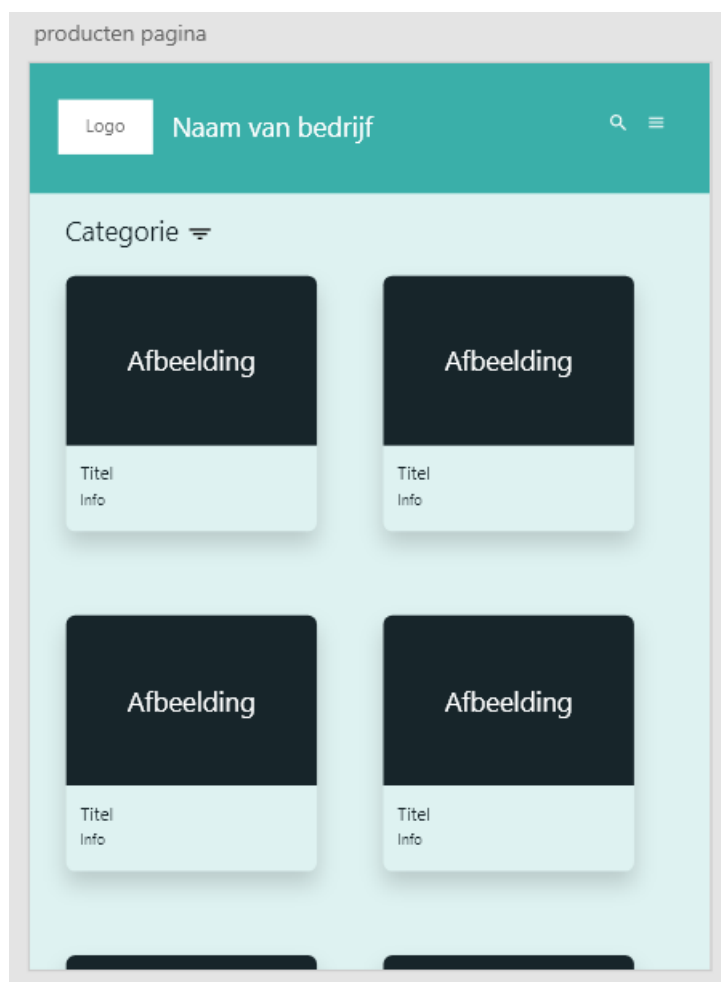 producten pagina
Logo
Naam van bedrijf
Categorie
Afbeelding
Afbeelding
Titel
Info
Titel
Info
Afbeelding
Afbeelding
Titel
Info
Titel
Info